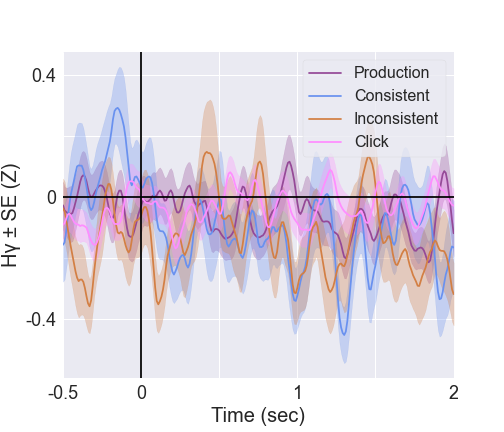 Production
Consistent
Inconsistent
Click
0.4
0
-0.4
Hγ ± SE (Z)
-0.5
0
1
2
Time (sec)